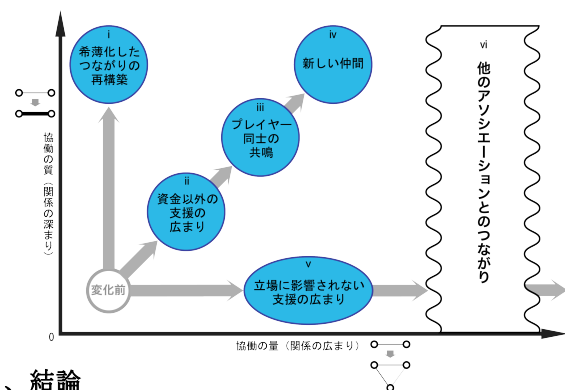 i
希薄化した
つながりの
再構築
iv
新しい仲間
iii
プレイヤー
同士の
共鳴
ii
資金以外の
支援の
広まり
v
立場に影響されない
支援の広まり
変化前
vi
他のアソシエーションとのつながり
協働の質（関係の深まり）
0
協働の量（関係の広まり）
、結論